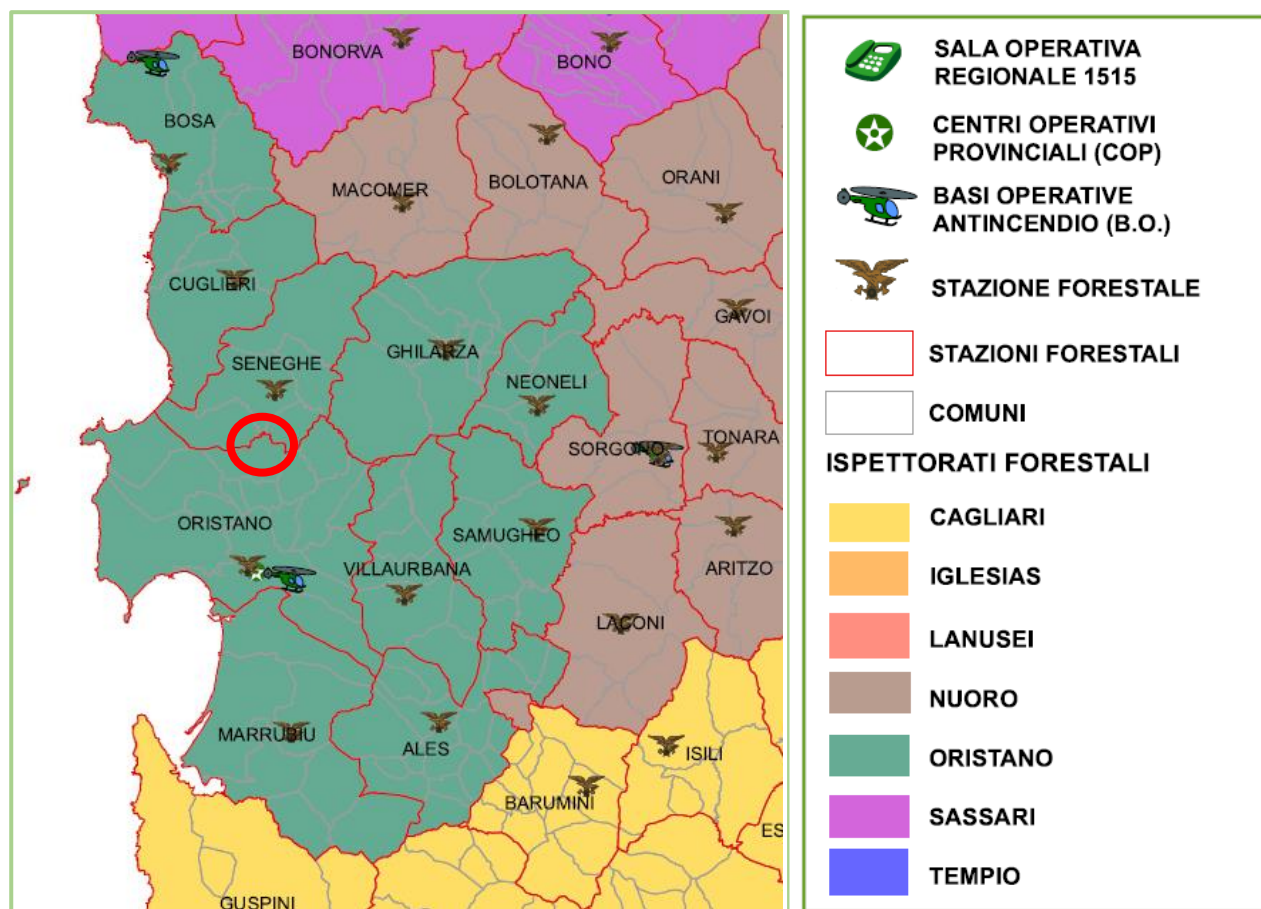 BONORVA
BONO
BOSA
MACOMER
BOLOTANA
ORANI
CUGLIERI
GAVOI
SENEGHE
GHILARZA
NEONELI
SORGONO
TONARA
ORISTANO
SAMUGHEO
VILLAURBANA
ARITZO
LACONI
MARRUBIU
ALES
ISILI
BARUMINI
ES
GUSPINI
SALA OPERATIVA
REGIONALE 1515
CENTRI OPERATIVI
PROVINCIALI (COP)
BASI OPERATIVE
ANTINCENDIO (B.O.)
STAZIONE FORESTALE
STAZIONI FORESTALI
COMUNI
ISPETTORATI FORESTALI
CAGLIARI
IGLESIAS
LANUSEI
NUORO
ORISTANO
SASSARI
TEMPIO